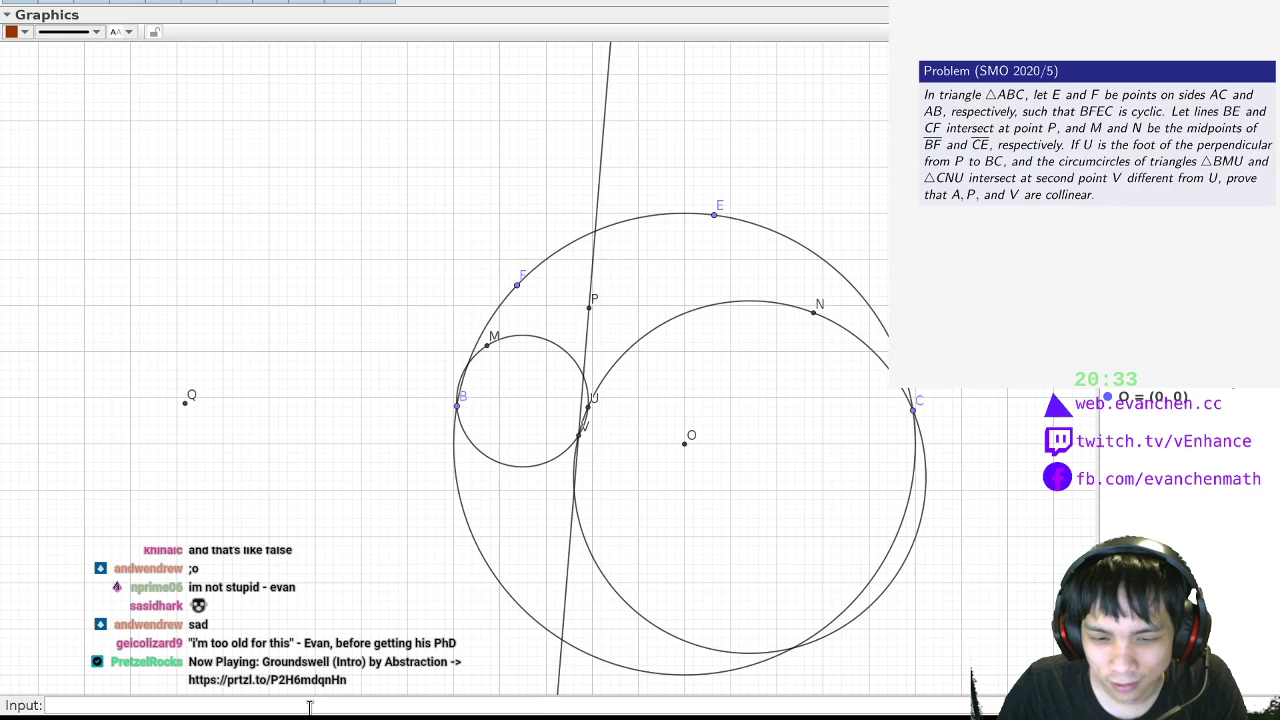 Graphics
AA
Problem (SMO 2020/5)
In triangle △ABC, let E and F be points on sides AC and
AB, respectively, such that BFEC is cyclic. Let lines BE and
CF intersect at point P, and M and N be the midpoints of
BF and CE, respectively. If U is the foot of the perpendicular
from P to BC, and the circumcircles of triangles △BMU and
△CNU intersect at second point V different from U, prove
that A, P, and V are collinear.
E
F
P
N
M
Q
B
U
C
V
O
20:33
O = (0, 0)
web.evanchen.cc
twitch.tv/vEnhance
fb.com/evanchenmath
khinaic and that's like false
andwendrew ;o
nprime06 im not stupid - evan
sasidhark
andwendrew sad
geicolizard9 "i'm too old for this" - Evan, before getting his PhD
PretzelRocks Now Playing: Groundswell (Intro) by Abstraction ->
https://prtzl.to/P2H6mdqnHn
Input: